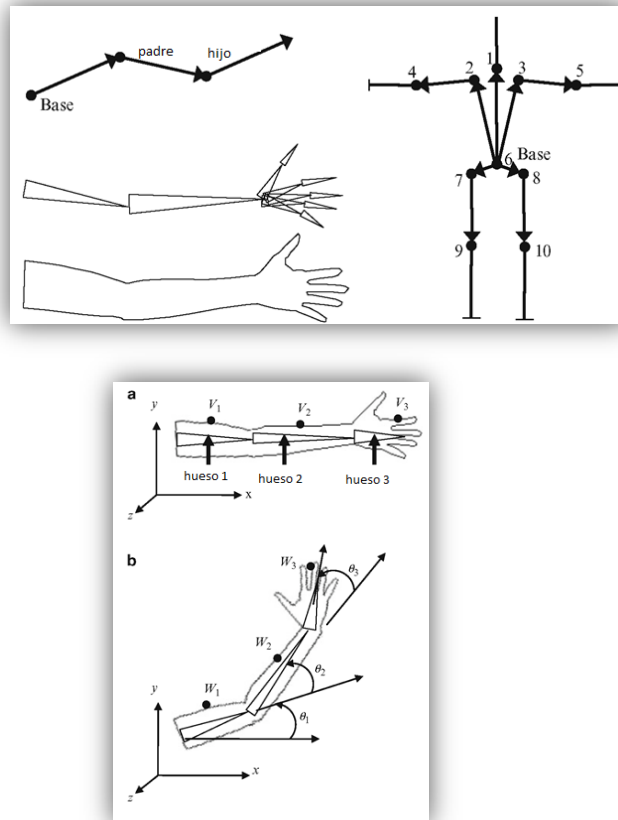 padre
hijo
Base
1
2
3
4
5
6 Base
7
8
9
10
a
y
V1
V2
V3
hueso 1
hueso 2
hueso 3
x
z
b
W3
θ3
W2
θ2
y
W1
θ1
x
z